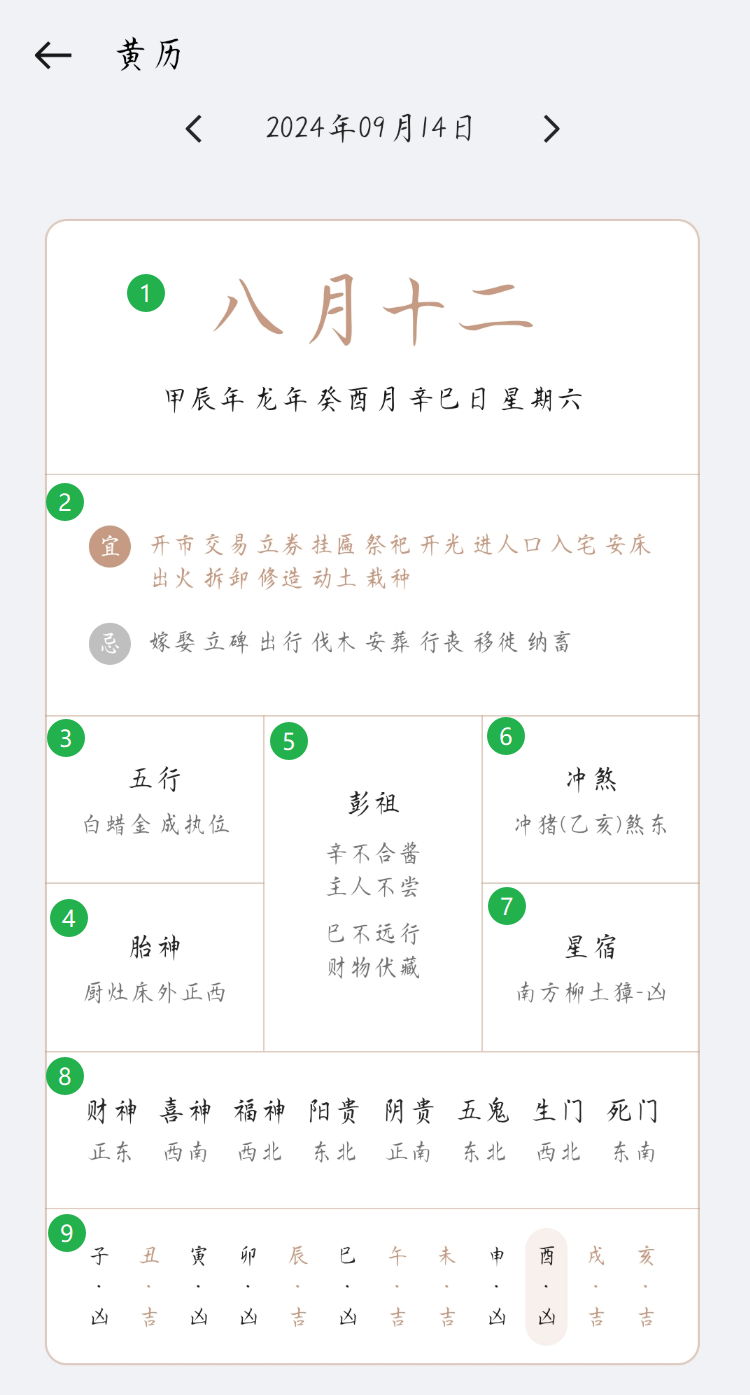 黄历
2024年09月14日
1
八月十二
甲辰年 龙年 癸酉月 辛巳日 星期六
2
宜
开市 交易 立券 挂匾 祭祀 开光 进人口 入宅 安床
出火 拆卸 修造 动土 栽种
忌
嫁娶 立碑 出行 伐木 安葬 行丧 移徙 纳畜
3
五行
白蜡金 成执位
4
胎神
厨灶床外正西
5
彭祖
辛不合酱
主人不尝
巳不远行
财物伏藏
6
冲煞
冲猪(乙亥)煞东
7
星宿
南方柳土獐-凶
8
财神 喜神 福神 阳贵 阴贵 五鬼 生门 死门
正东 西南 西北 东北 正南 东北 西北 东南
9
子 丑 寅 卯 辰 巳 午 未 申 酉 戌 亥
· · · · · · · · · · · ·
凶 吉 凶 凶 吉 凶 吉 吉 凶 凶 吉 吉